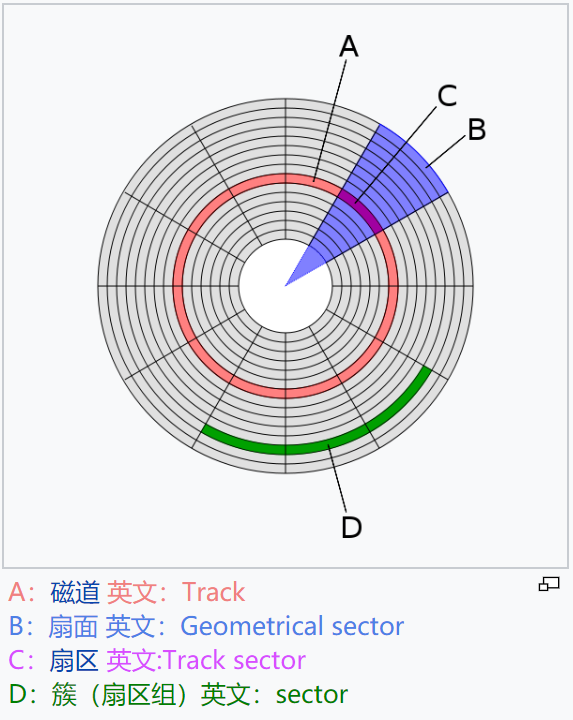 A
C
B
D
A：磁道 英文：Track
B：扇面 英文：Geometrical sector
C：扇区 英文:Track sector
D：簇（扇区组）英文：sector